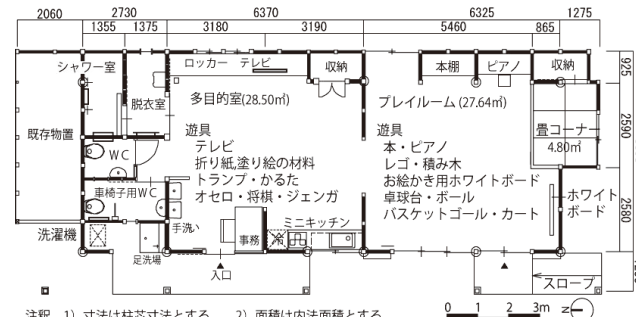 2060 2730 6370 6325 1275
1355 1375 3180 3190 5460 865
シャワー室
ロッカー テレビ
収納
本棚
ピアノ
収納
925
脱衣室
多目的室(28.50㎡)
プレイルーム(27.64㎡)
既存物置
遊具
テレビ
折り紙,塗り絵の材料
トランプ・かるた
オセロ・将棋・ジェンガ
遊具
本・ピアノ
レゴ・積み木
お絵かき用ホワイトボード
卓球台・ボール
バスケットゴール・カート
畳コーナー
4.80㎡
2590
WC
車椅子用WC
ホワイト
ボード
2580
手洗い
洗濯機
足洗場
事務
冷
ミニキッチン
入口
スロープ
注釈 1) 寸法は柱芯寸法とする 2) 面積は内法面積とする
0 1 2 3m
N